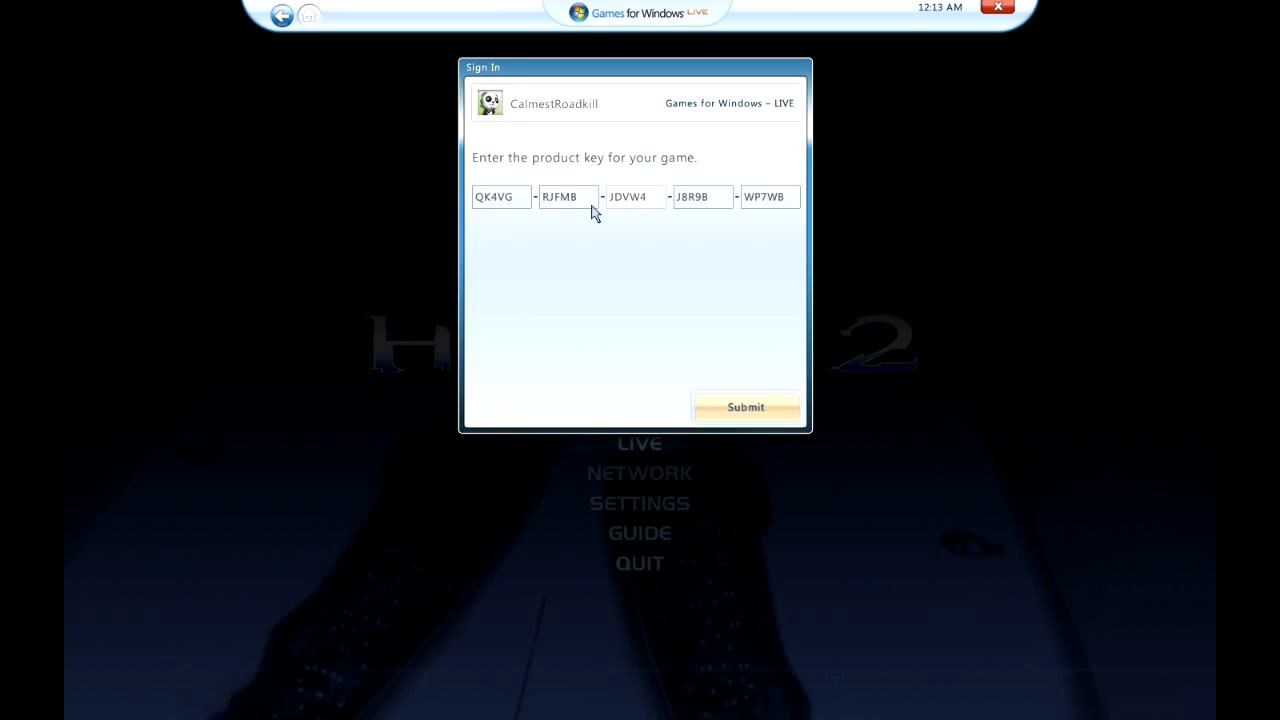 Games for Windows LIVE
12:13 AM
Sign In
CalmestRoadkill
Games for Windows – LIVE
Enter the product key for your game.
QK4VG - RJFMB - JDVW4 - J8R9B - WP7WB
H 2
Submit
LIVE
NETWORK
SETTINGS
GUIDE
QUIT